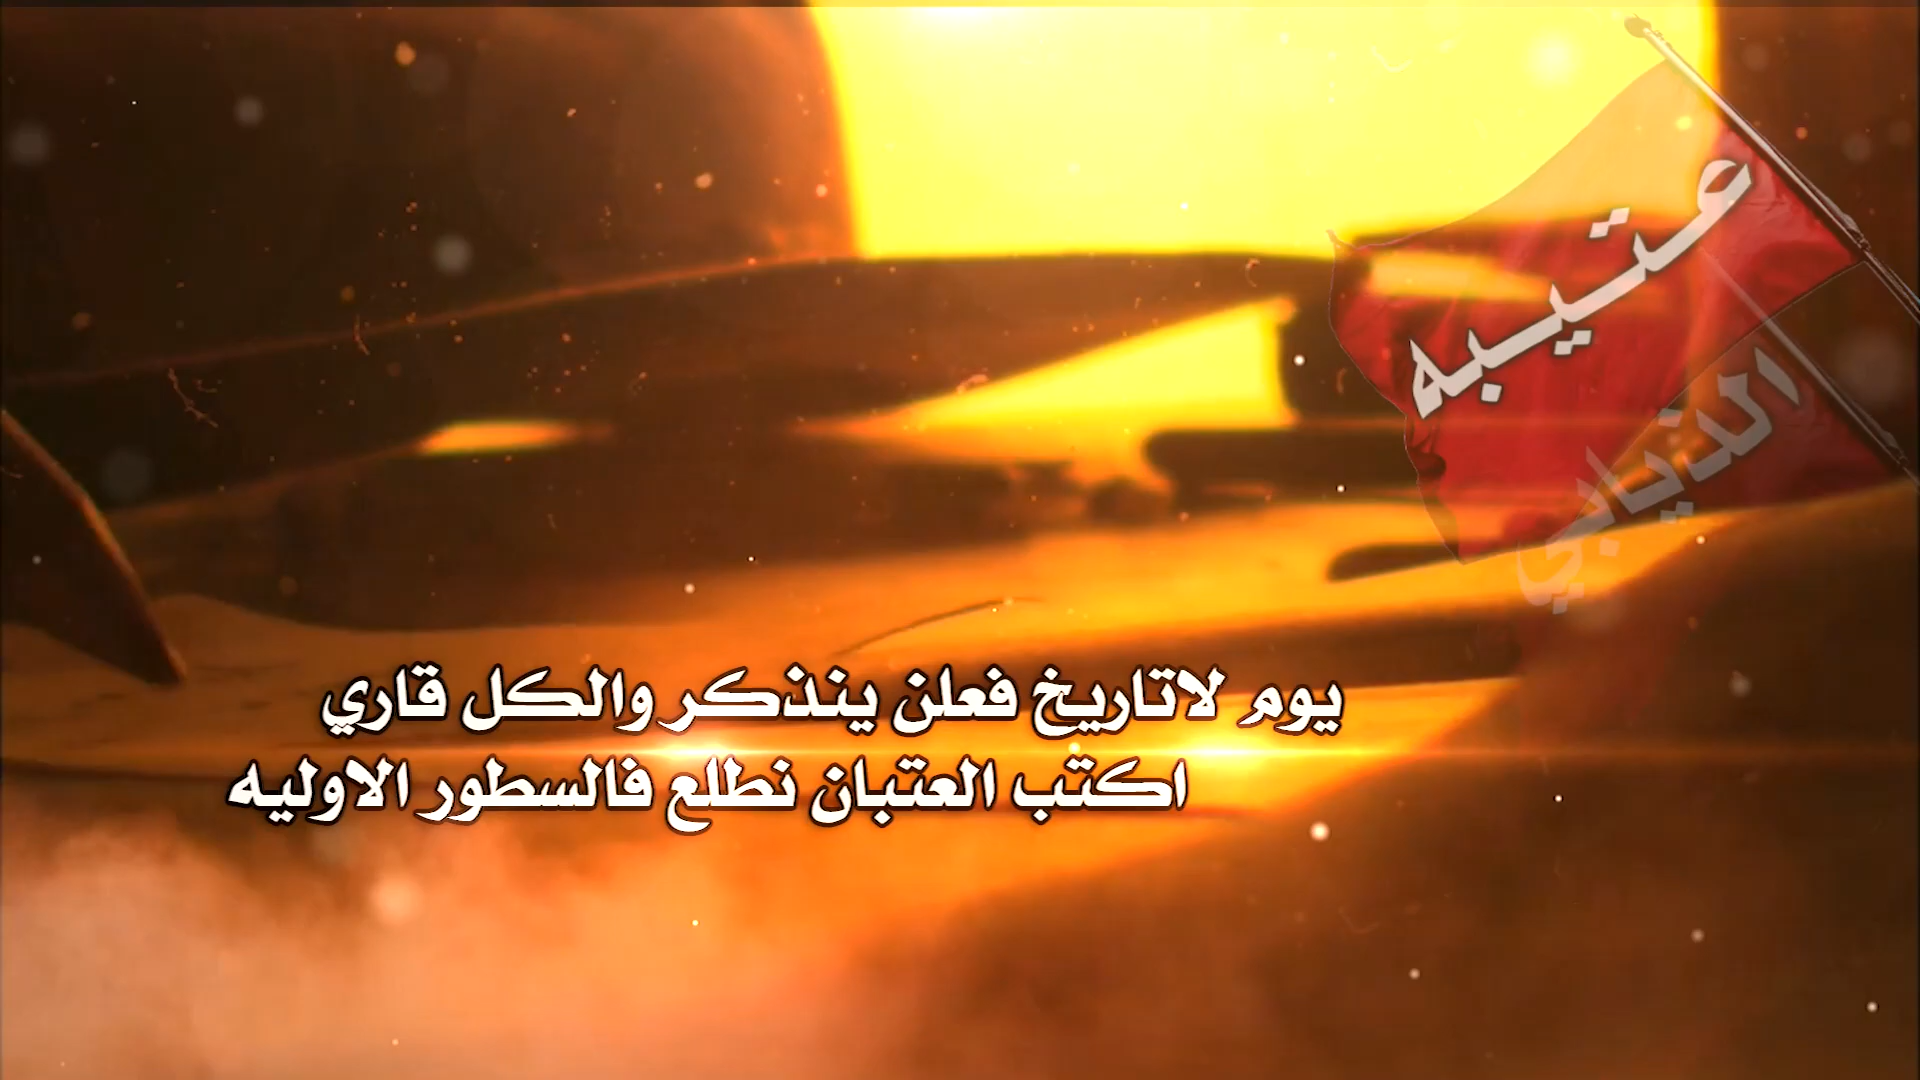 عتيبه
الذيابي
يوم لاتاريخ فعلن ينذكر والكل قاري
اكتب العتبان نطلع فالسطور الاوليه